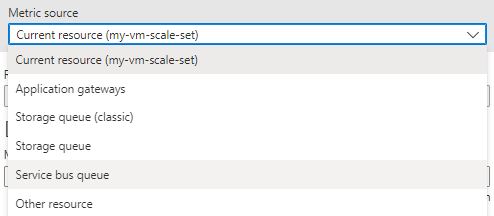 Metric source
Current resource (my-vm-scale-set)
Current resource (my-vm-scale-set)
Application gateways
Storage queue (classic)
Storage queue
Service bus queue
Other resource